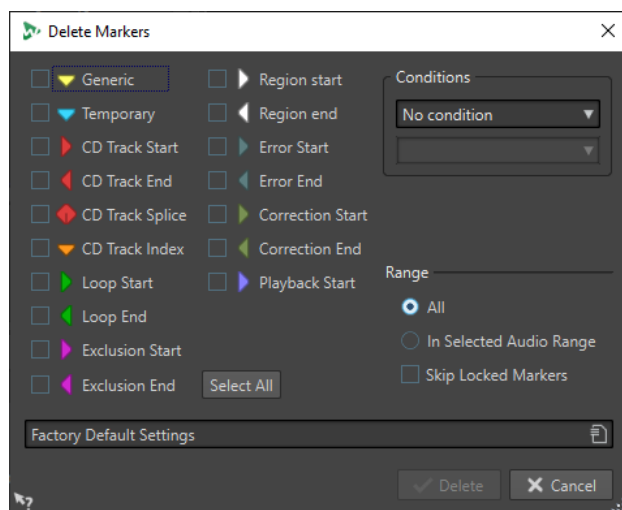 Delete Markers
Generic
Temporary
CD Track Start
CD Track End
CD Track Splice
CD Track Index
Loop Start
Loop End
Exclusion Start
Exclusion End
Region start
Region end
Error Start
Error End
Correction Start
Correction End
Playback Start
Select All
Conditions
No condition
Range
All
In Selected Audio Range
Skip Locked Markers
Factory Default Settings
Delete
Cancel